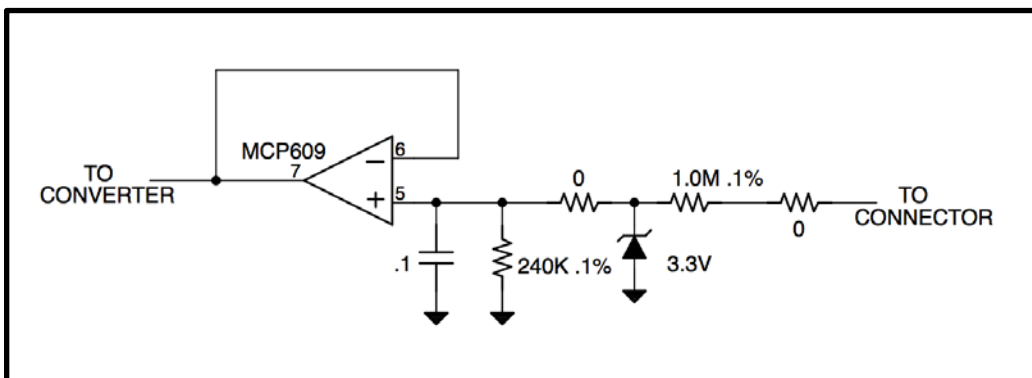 MCP609
7
6
5
−
+
TO
CONVERTER
0
1.0M .1%
0
TO
CONNECTOR
.1
240K .1%
3.3V